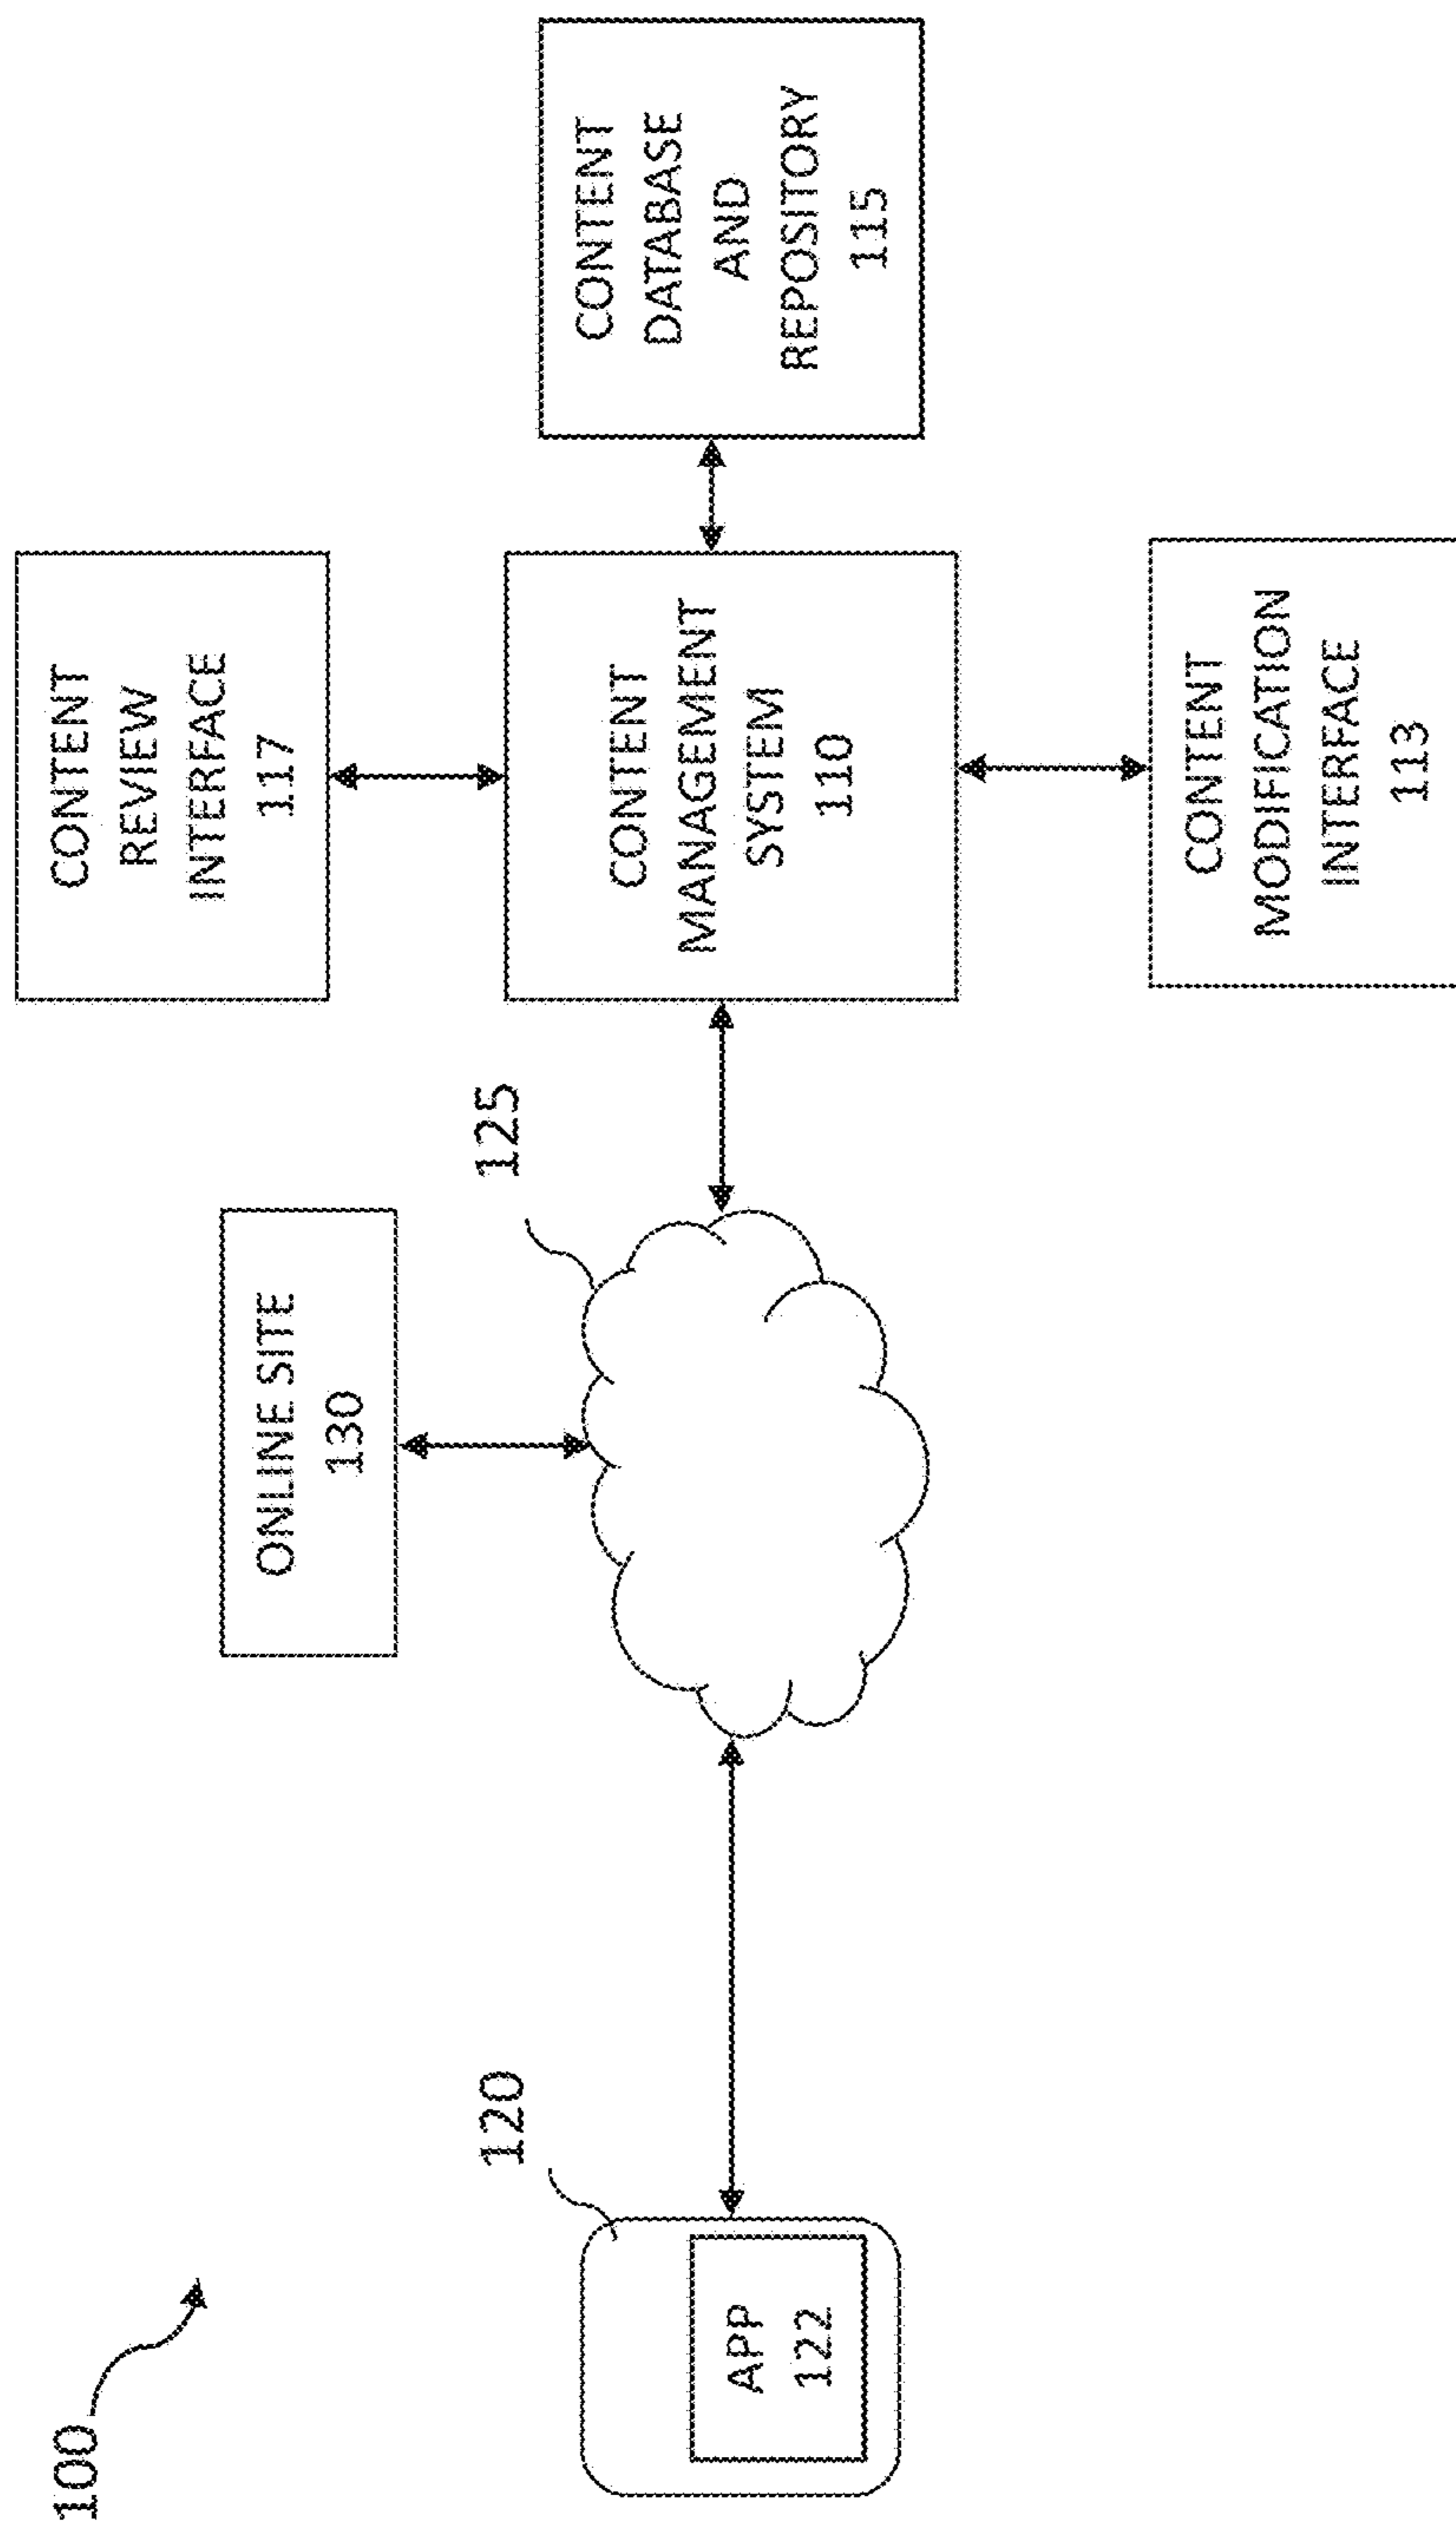 100
120
APP
122
ONLINE SITE
130
125
CONTENT
REVIEW
INTERFACE
117
CONTENT
MANAGEMENT
SYSTEM
110
CONTENT
MODIFICATION
INTERFACE
113
CONTENT
DATABASE
AND
REPOSITORY
115